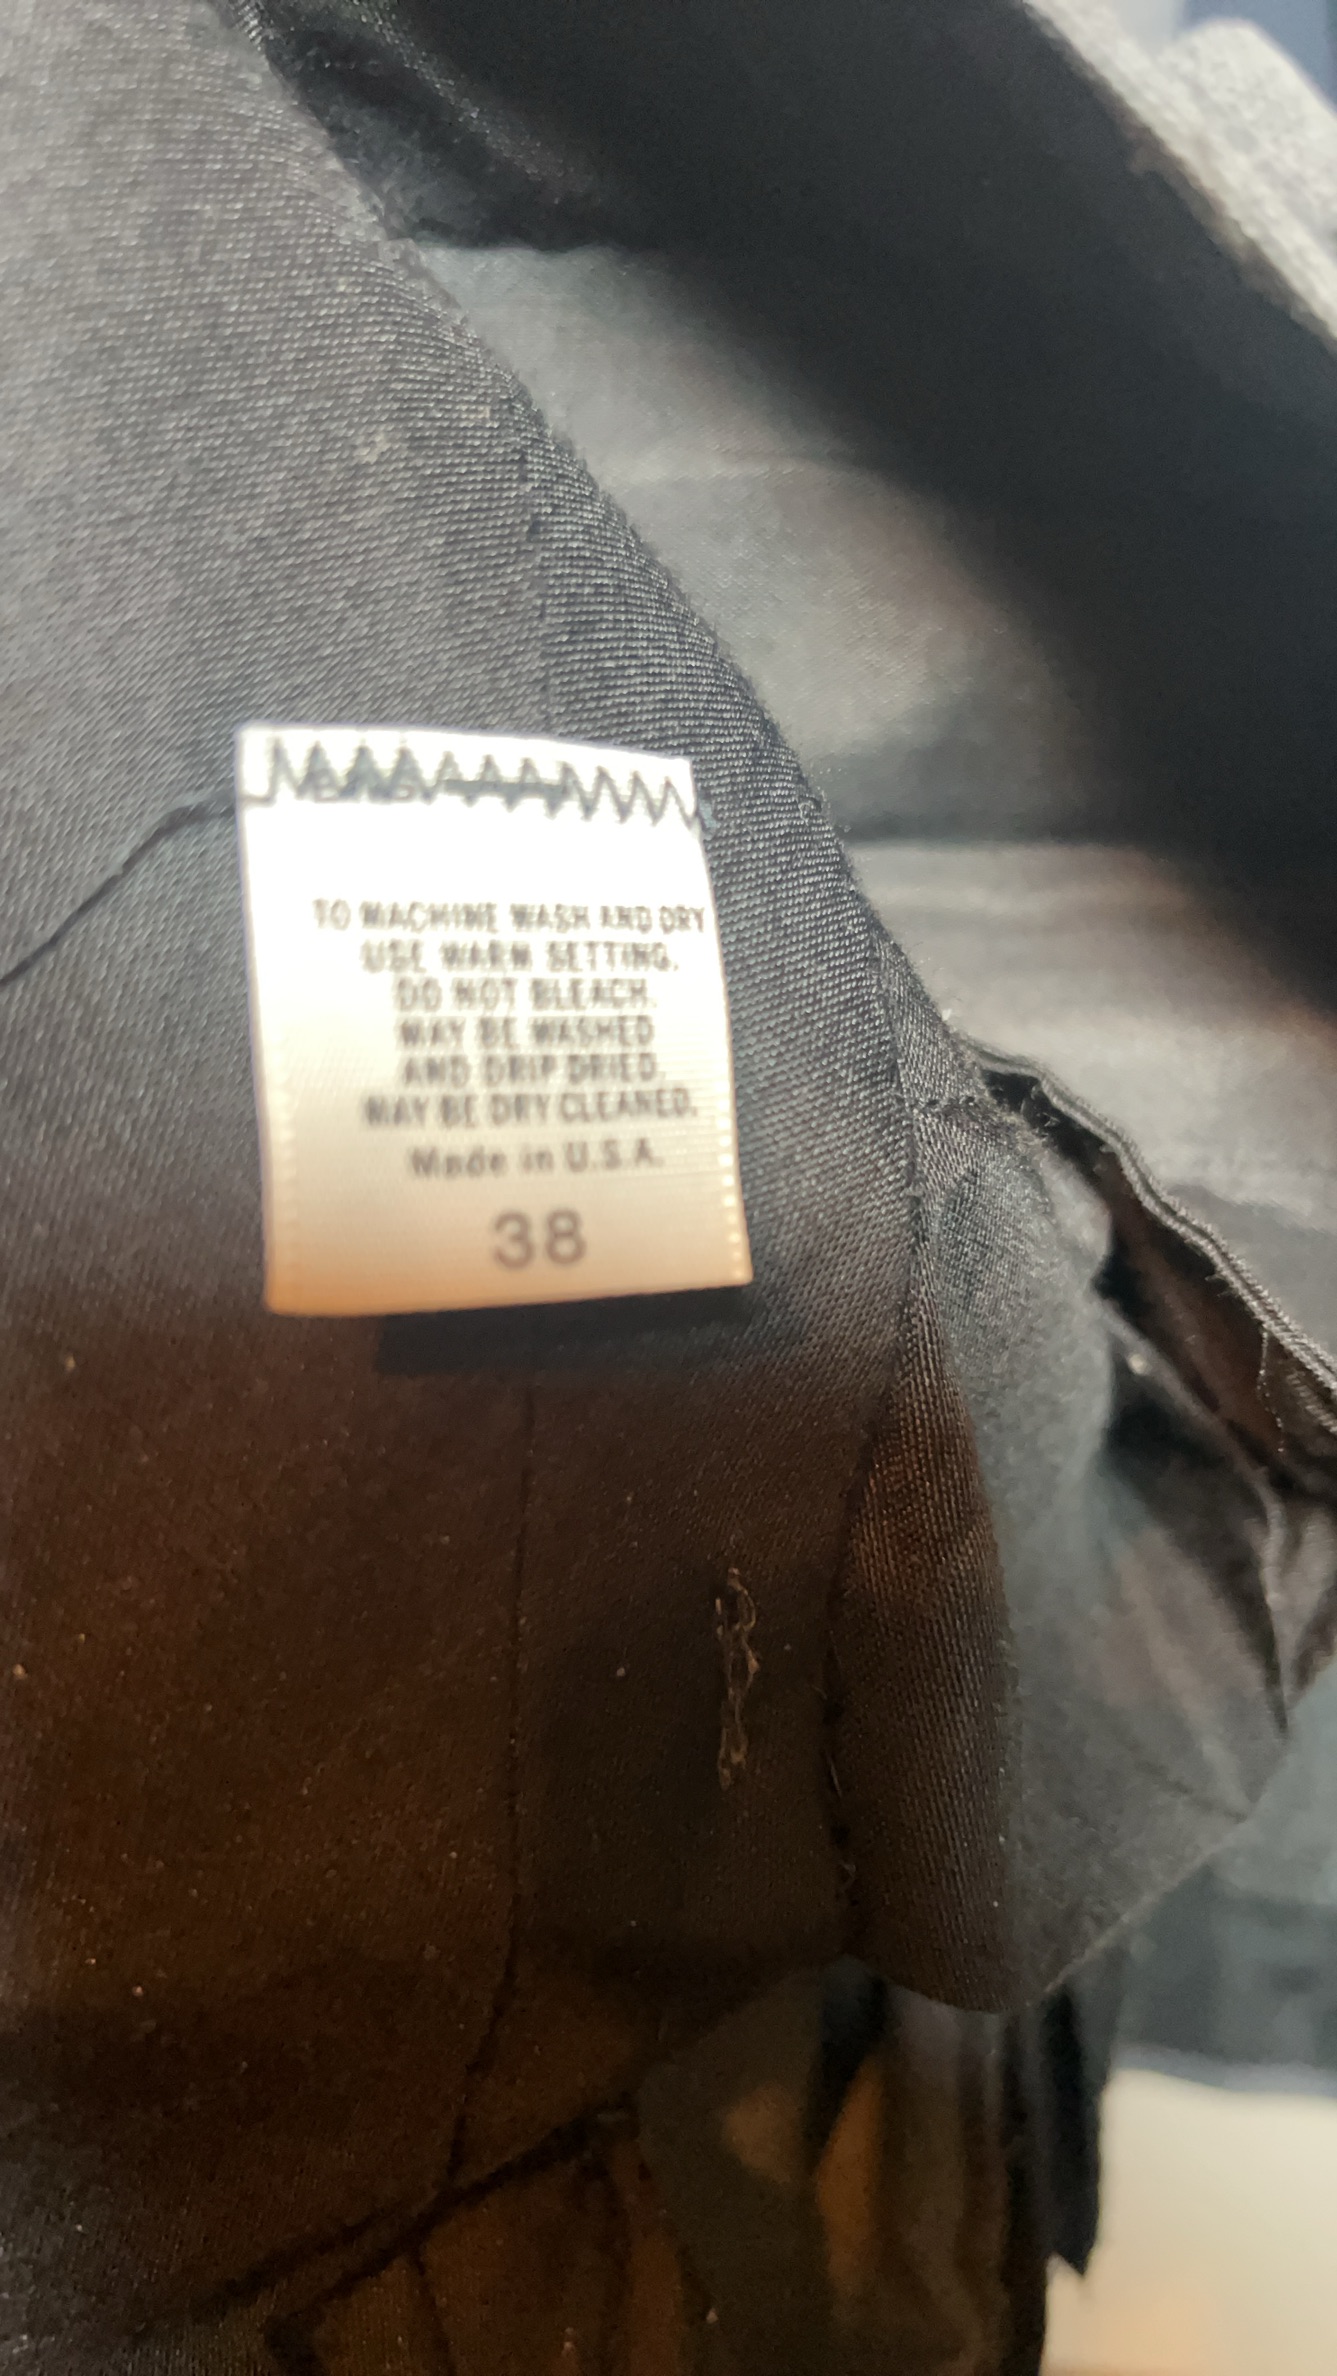 TO MACHINE WASH AND DRY
USE WARM SETTING.
DO NOT BLEACH.
MAY BE WASHED
AND DRIP DRIED.
MAY BE DRY CLEANED.
Made in U.S.A.
38